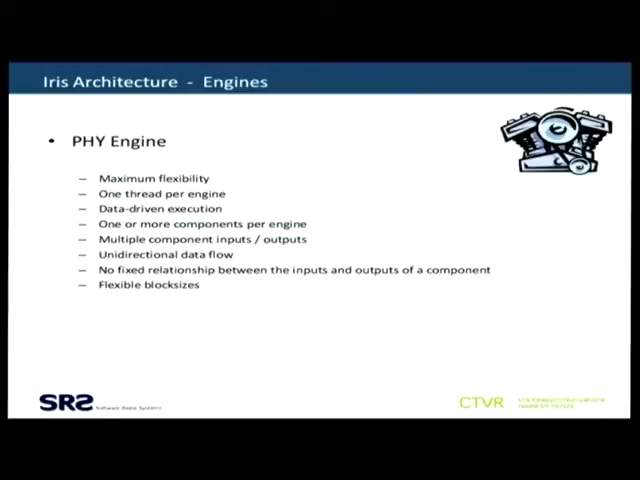 Iris Architecture - Engines
• PHY Engine
– Maximum flexibility
– One thread per engine
– Data-driven execution
– One or more components per engine
– Multiple component inputs / outputs
– Unidirectional data flow
– No fixed relationship between the inputs and outputs of a component
– Flexible blocksizes
SRS Software Radio Systems
CTVR